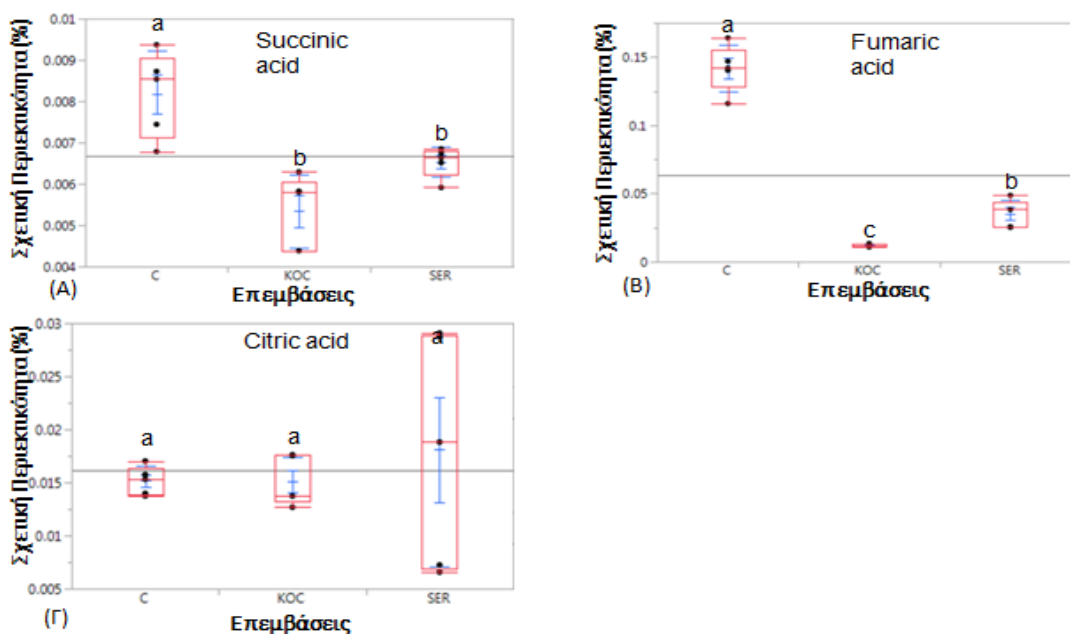 Σχετική Περιεκτικότητα (%)
0.01
0.009
0.008
0.007
0.006
0.005
0.004
a
Succinic
acid
b
b
C
KOC
SER
(Α)
Επεμβάσεις
(Β)
Σχετική Περιεκτικότητα (%)
0.15
0.1
0.05
0
a
Fumaric
acid
c
b
C
KOC
SER
Επεμβάσεις
Σχετική Περιεκτικότητα (%)
0.03
0.025
0.02
0.015
0.01
0.005
Citric acid
a
a
a
C
KOC
SER
(Γ)
Επεμβάσεις